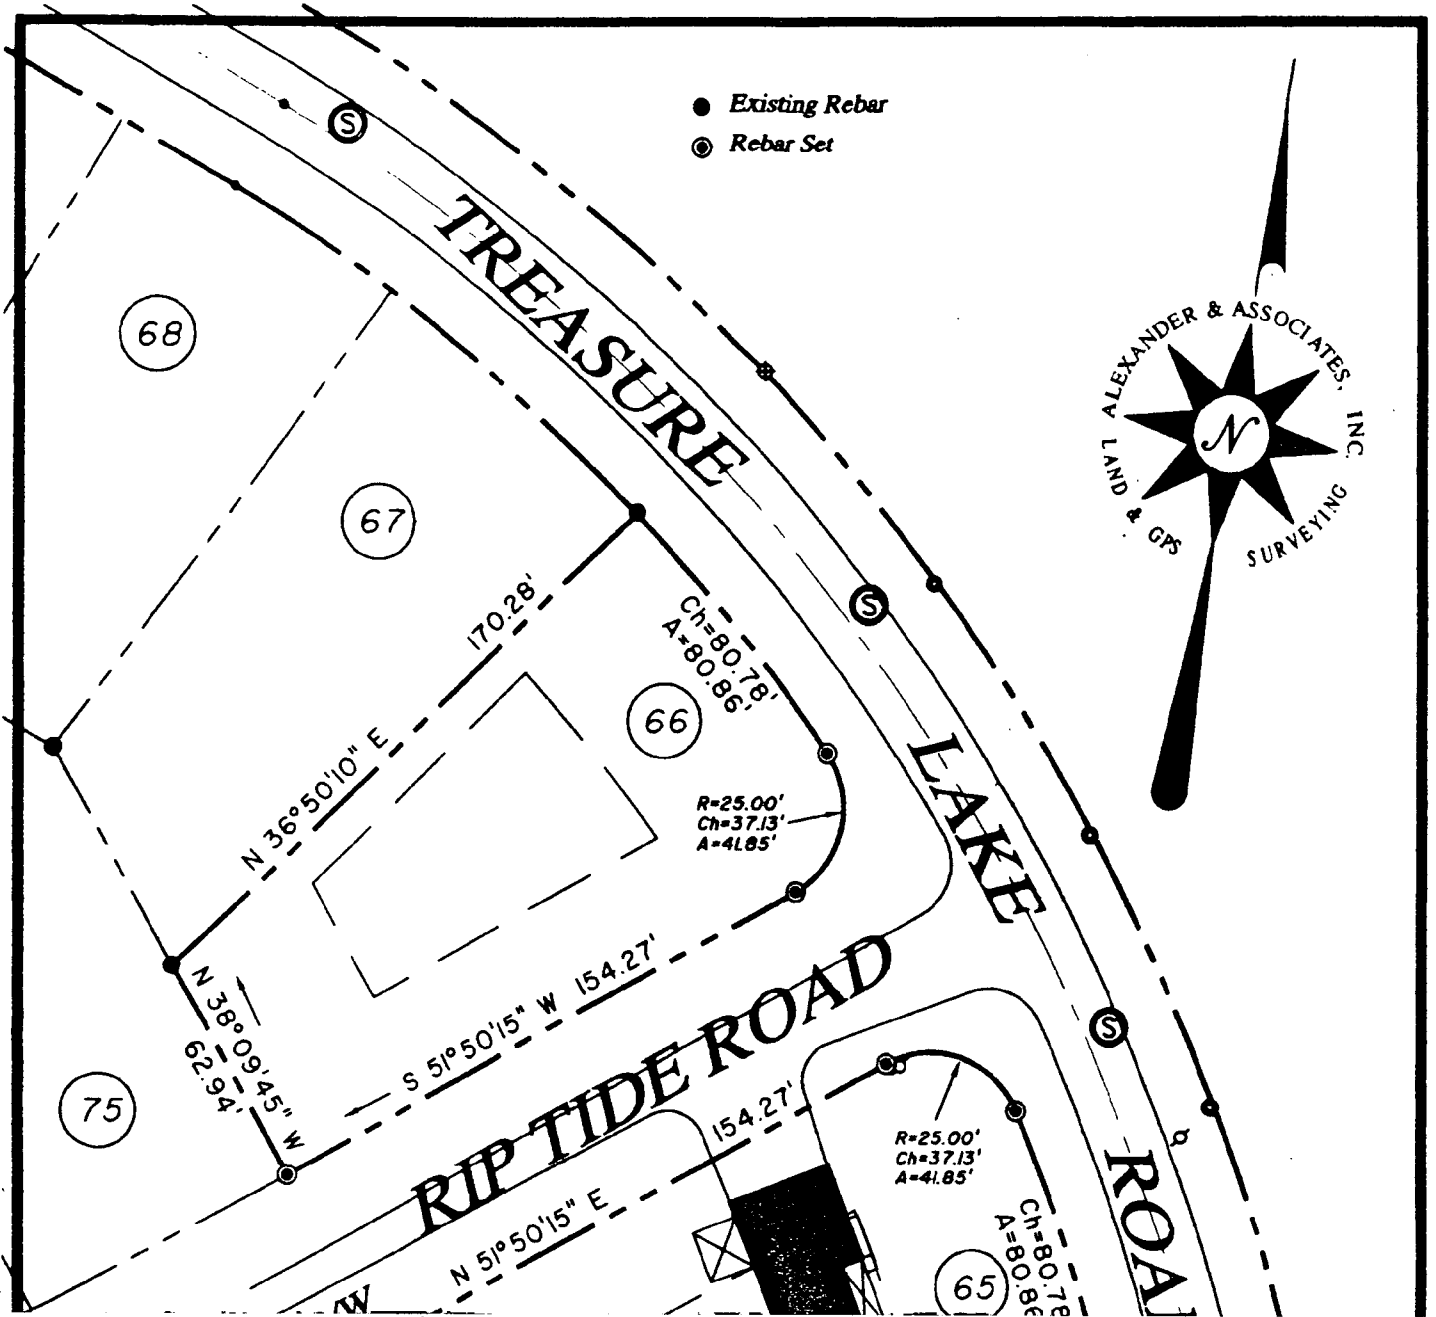 Existing Rebar
Rebar Set
S
TREASURE
LAKE
ROA
ALEXANDER & ASSOCIATES, INC.
LAND & GPS SURVEYING
N
68
67
170.28'
N 36°50'10" E
Ch=80.78'
A=80.86'
66
S
R=25.00'
Ch=37.13'
A=41.85'
S 51°50'15" W 154.27'
N 38°09'45" W
62.94'
75
RIP TIDE ROAD
S
154.27'
N 51°50'15" E
R=25.00'
Ch=37.13'
A=41.85'
Ch=80.78
A=80.86
65
W